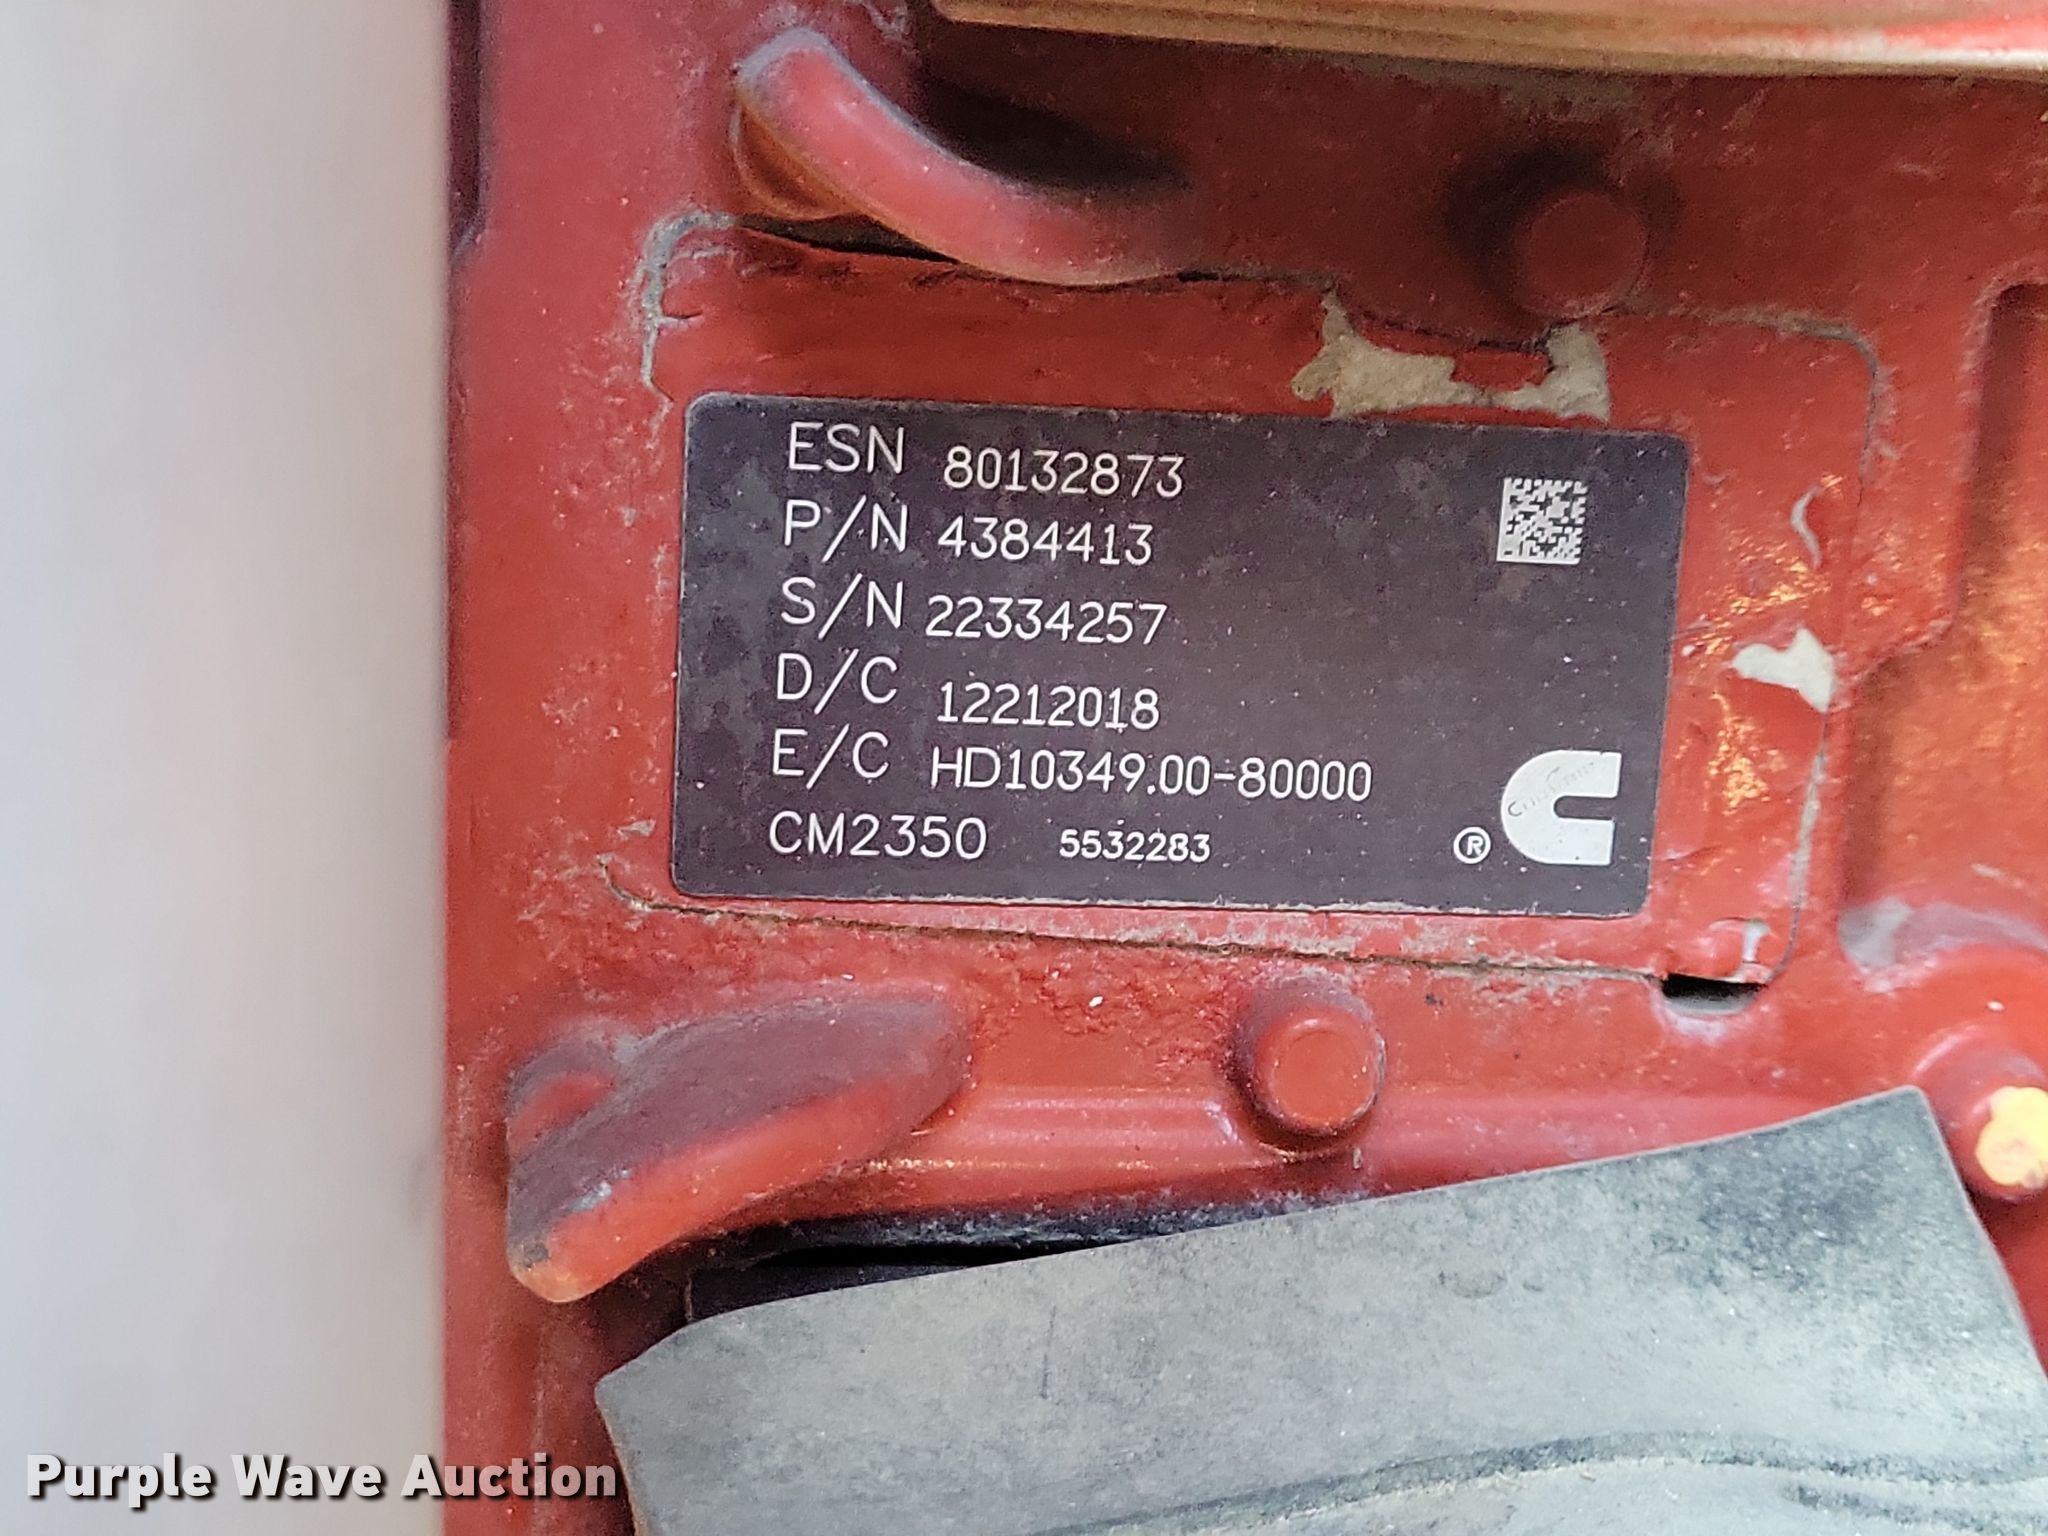 ESN 80132873
P/N 4384413
S/N 22334257
D/C 12212018
E/C HD10349.00-80000
CM2350 5532283
®
Purple Wave Auction